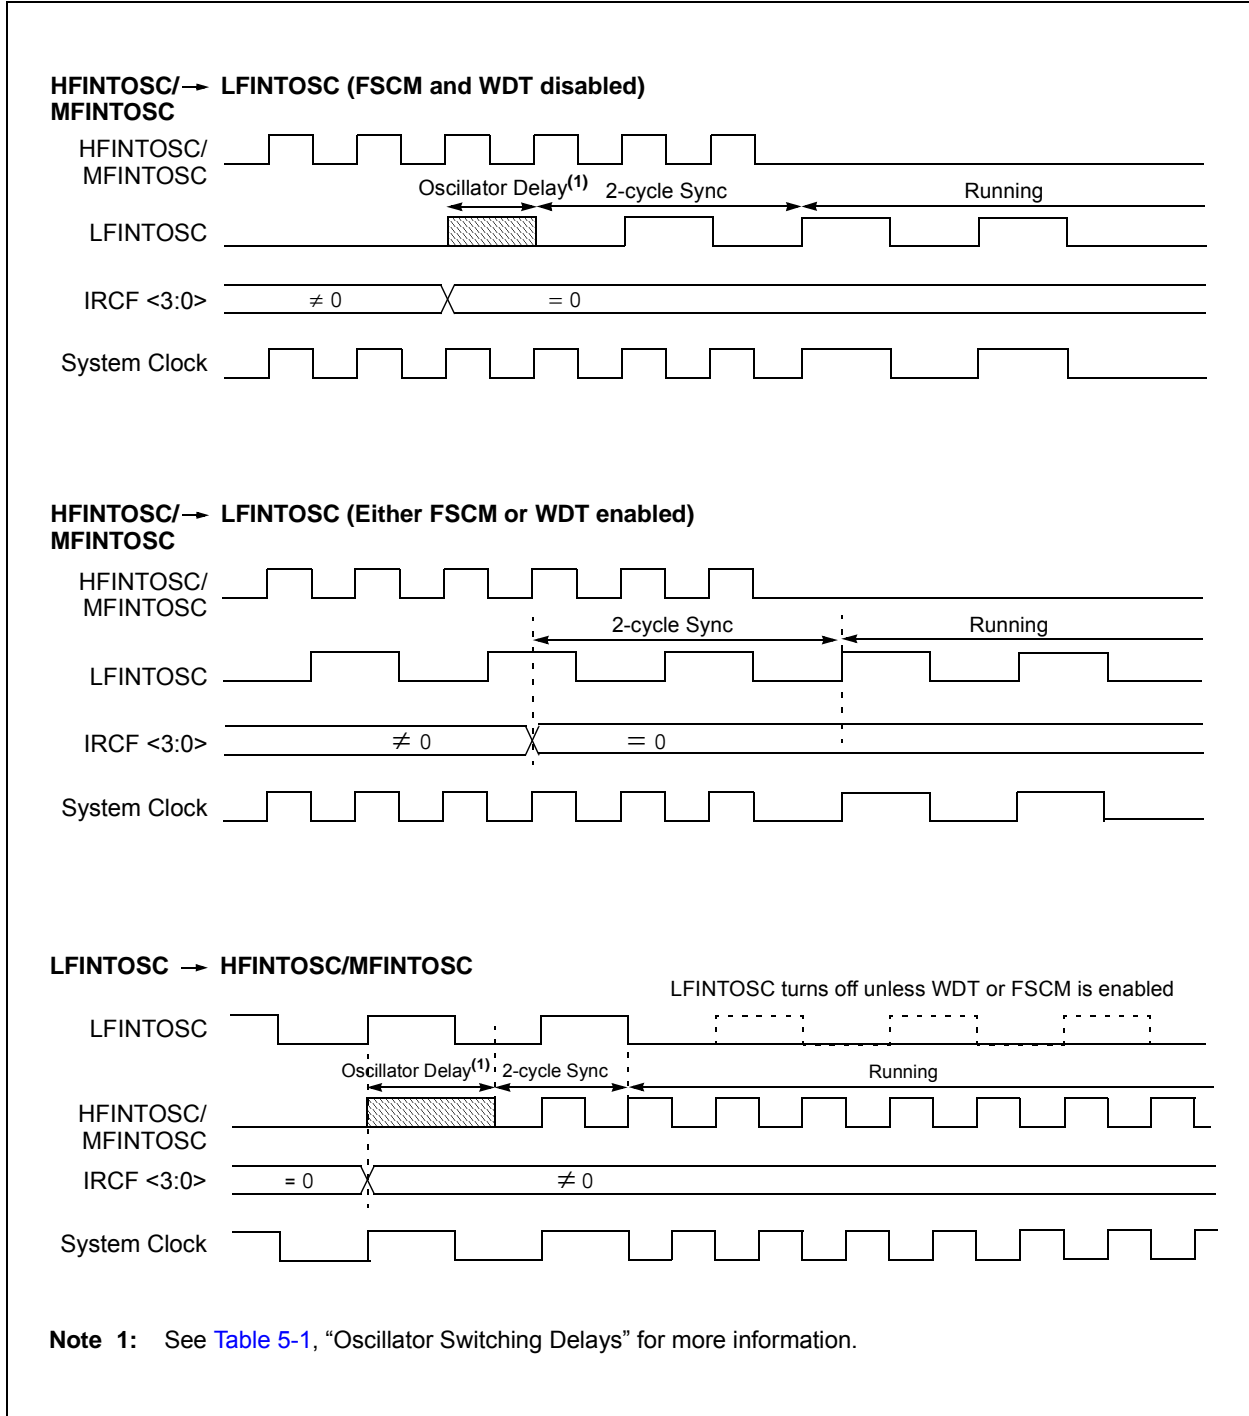 HFINTOSC/→ LFINTOSC (FSCM and WDT disabled)
MFINTOSC
HFINTOSC/
MFINTOSC
Oscillator Delay(1) 2-cycle Sync Running
LFINTOSC
IRCF <3:0> ≠ 0 = 0
System Clock
HFINTOSC/→ LFINTOSC (Either FSCM or WDT enabled)
MFINTOSC
HFINTOSC/
MFINTOSC
2-cycle Sync Running
LFINTOSC
IRCF <3:0> ≠ 0 = 0
System Clock
LFINTOSC → HFINTOSC/MFINTOSC
LFINTOSC turns off unless WDT or FSCM is enabled
LFINTOSC
Oscillator Delay(1) 2-cycle Sync Running
HFINTOSC/
MFINTOSC
IRCF <3:0> = 0 ≠ 0
System Clock
Note 1: See Table 5-1, “Oscillator Switching Delays” for more information.